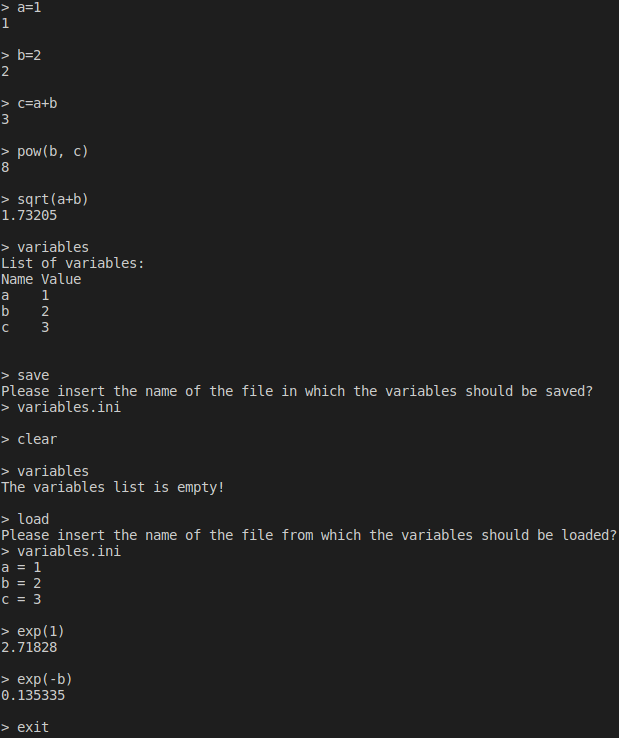 > a=1
1
> b=2
2
> c=a+b
3
> pow(b, c)
8
> sqrt(a+b)
1.73205
> variables
List of variables:
Name Value
a    1
b    2
c    3
> save
Please insert the name of the file in which the variables should be saved?
> variables.ini
> clear
> variables
The variables list is empty!
> load
Please insert the name of the file from which the variables should be loaded?
> variables.ini
a = 1
b = 2
c = 3
> exp(1)
2.71828
> exp(-b)
0.135335
> exit